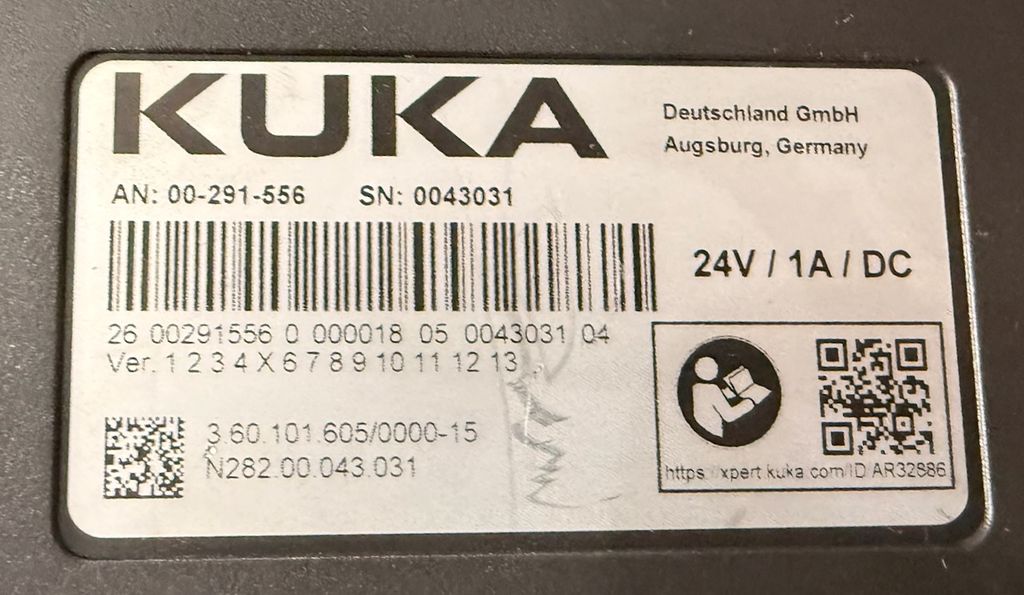 KUKA
Deutschland GmbH
Augsburg, Germany
AN: 00-291-556 SN: 0043031
24V / 1A / DC
26 00291556 0 000018 05 0043031 04
Ver. 1 2 3 4 X 6 7 8 9 10 11 12 13
3.60.101.605/0000-15
N282.00.043.031
https://xpert.kuka.com/ID/AR32886